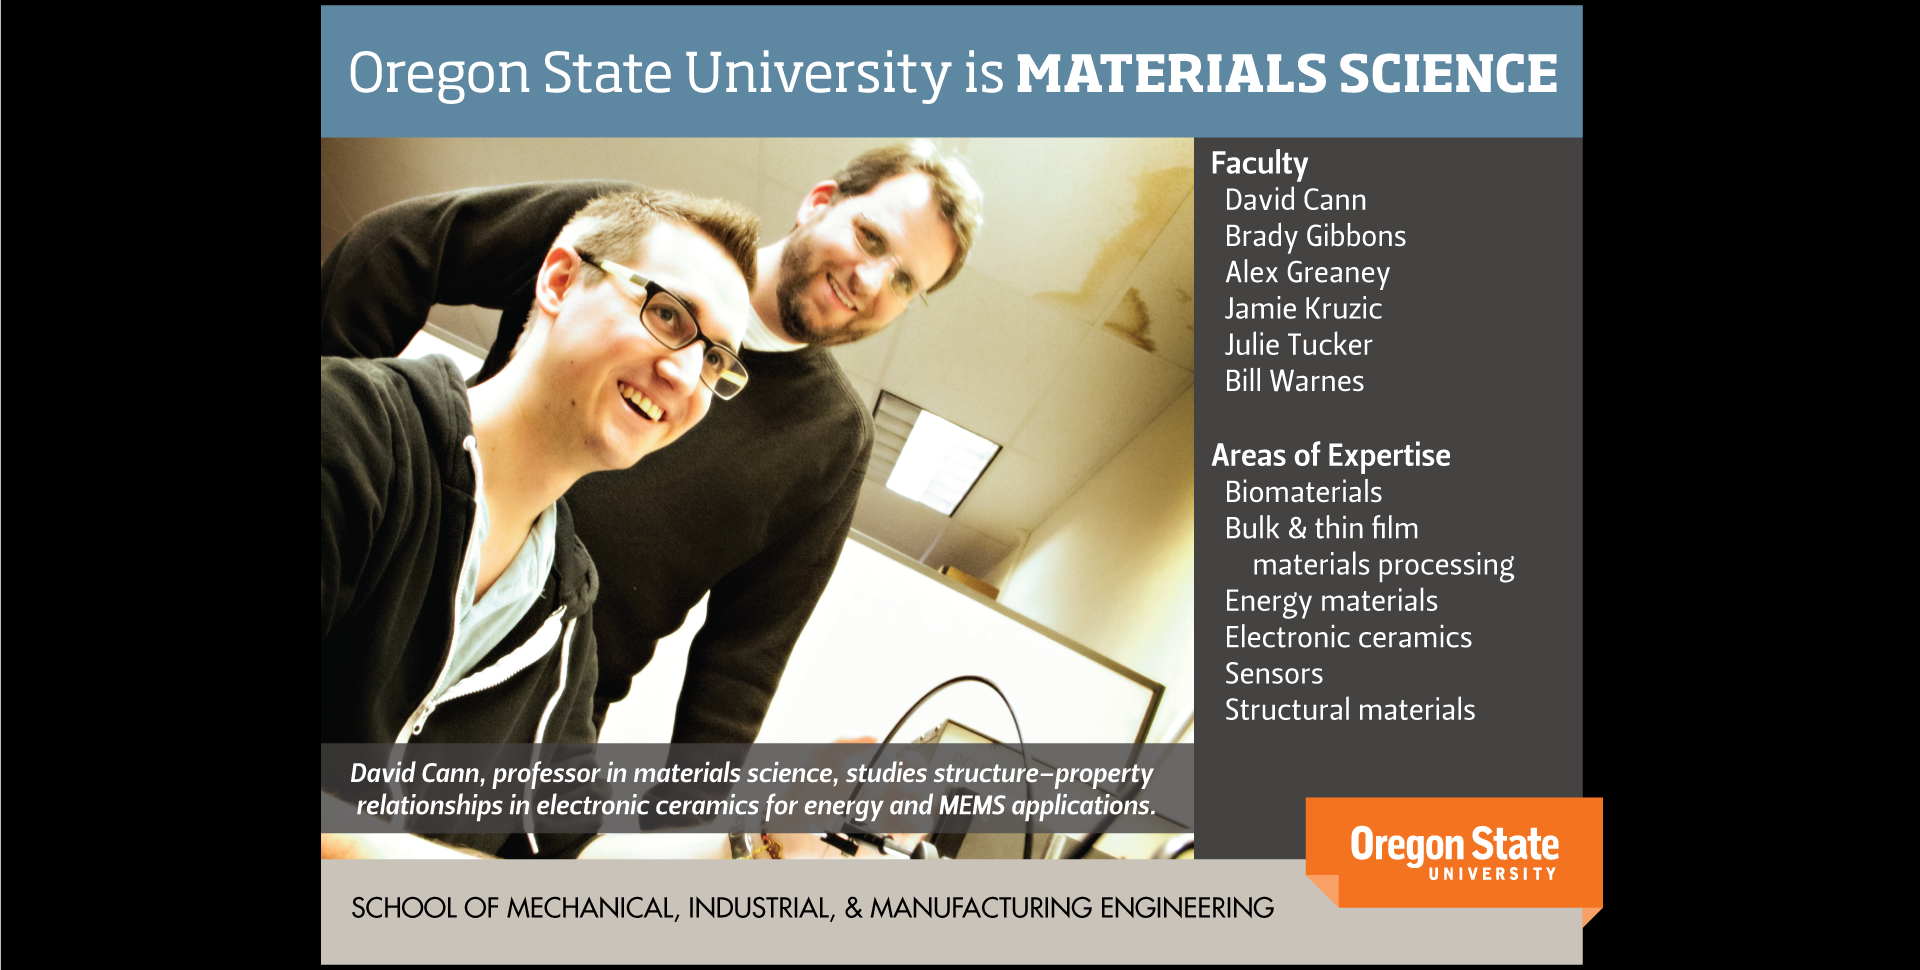 Oregon State University is MATERIALS SCIENCE
Faculty
David Cann
Brady Gibbons
Alex Greaney
Jamie Kruzic
Julie Tucker
Bill Warnes
Areas of Expertise
Biomaterials
Bulk & thin film
materials processing
Energy materials
Electronic ceramics
Sensors
Structural materials
David Cann, professor in materials science, studies structure–property
relationships in electronic ceramics for energy and MEMS applications.
SCHOOL OF MECHANICAL, INDUSTRIAL, & MANUFACTURING ENGINEERING
Oregon State
UNIVERSITY